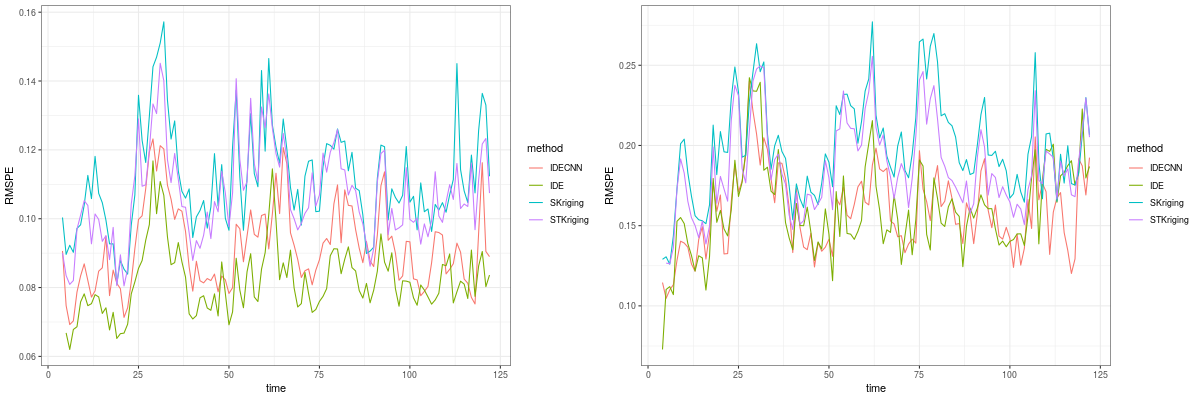 RMSPE
0.16
0.14
0.12
0.10
0.08
0.06
0
25
50
75
100
125
time
method
IDECNN
IDE
SKriging
STKriging
RMSPE
0.25
0.20
0.15
0.10
0
25
50
75
100
125
time
method
IDECNN
IDE
SKriging
STKriging